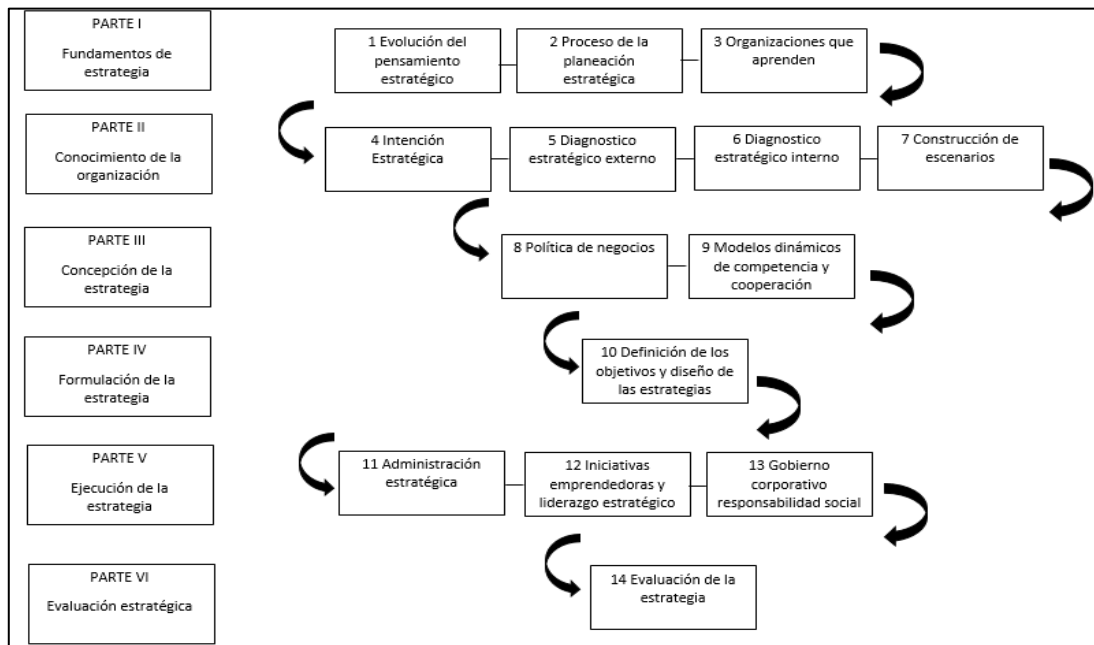 PARTE I
Fundamentos de
estrategia
1 Evolución del
pensamiento
estratégico
2 Proceso de la
planeación
estratégica
3 Organizaciones que
aprenden
PARTE II
Conocimiento de la
organización
4 Intención
Estratégica
5 Diagnostico
estratégico externo
6 Diagnostico
estratégico interno
7 Construcción de
escenarios
PARTE III
Concepción de la
estrategia
8 Política de negocios
9 Modelos dinámicos
de competencia y
cooperación
PARTE IV
Formulación de la
estrategia
10 Definición de los
objetivos y diseño de
las estrategias
PARTE V
Ejecución de la
estrategia
11 Administración
estratégica
12 Iniciativas
emprendedoras y
liderazgo estratégico
13 Gobierno
corporativo
responsabilidad social
PARTE VI
Evaluación estratégica
14 Evaluación de la
estrategia